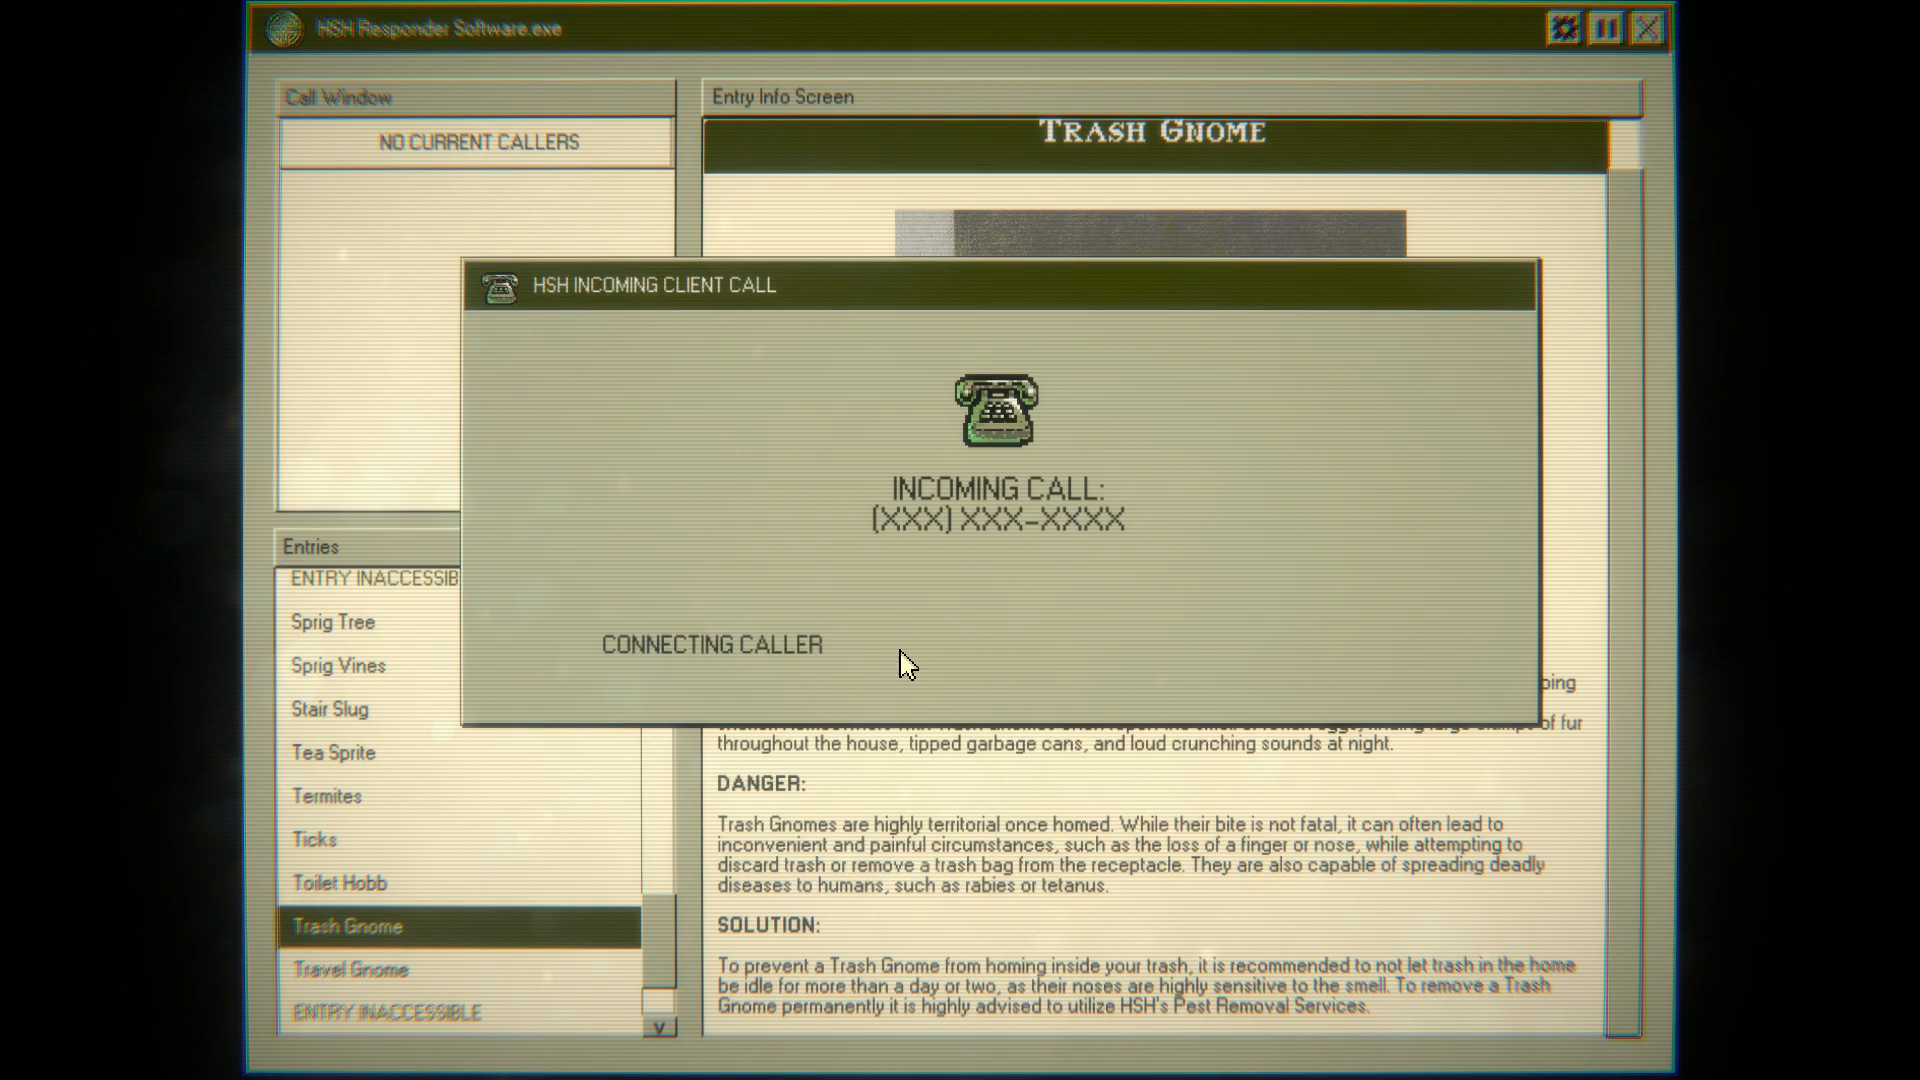 HSH Responder Software.exe
Call Window
NO CURRENT CALLERS
Entry Info Screen
TRASH GNOME
HSH INCOMING CLIENT CALL
INCOMING CALL:
(XXX) XXX-XXXX
CONNECTING CALLER
Entries
ENTRY INACCESSIB
Sprig Tree
Sprig Vines
Stair Slug
Tea Sprite
Termites
Ticks
Toilet Hobb
Trash Gnome
Travel Gnome
ENTRY INACCESSIBLE
V
of fur
throughout the house, tipped garbage cans, and loud crunching sounds at night.
DANGER:
Trash Gnomes are highly territorial once homed. While their bite is not fatal, it can often lead to
inconvenient and painful circumstances, such as the loss of a finger or nose, while attempting to
discard trash or remove a trash bag from the receptacle. They are also capable of spreading deadly
diseases to humans, such as rabies or tetanus.
SOLUTION:
To prevent a Trash Gnome from homing inside your trash, it is recommended to not let trash in the home
be idle for more than a day or two, as their noses are highly sensitive to the smell. To remove a Trash
Gnome permanently it is highly advised to utilize HSH's Pest Removal Services.